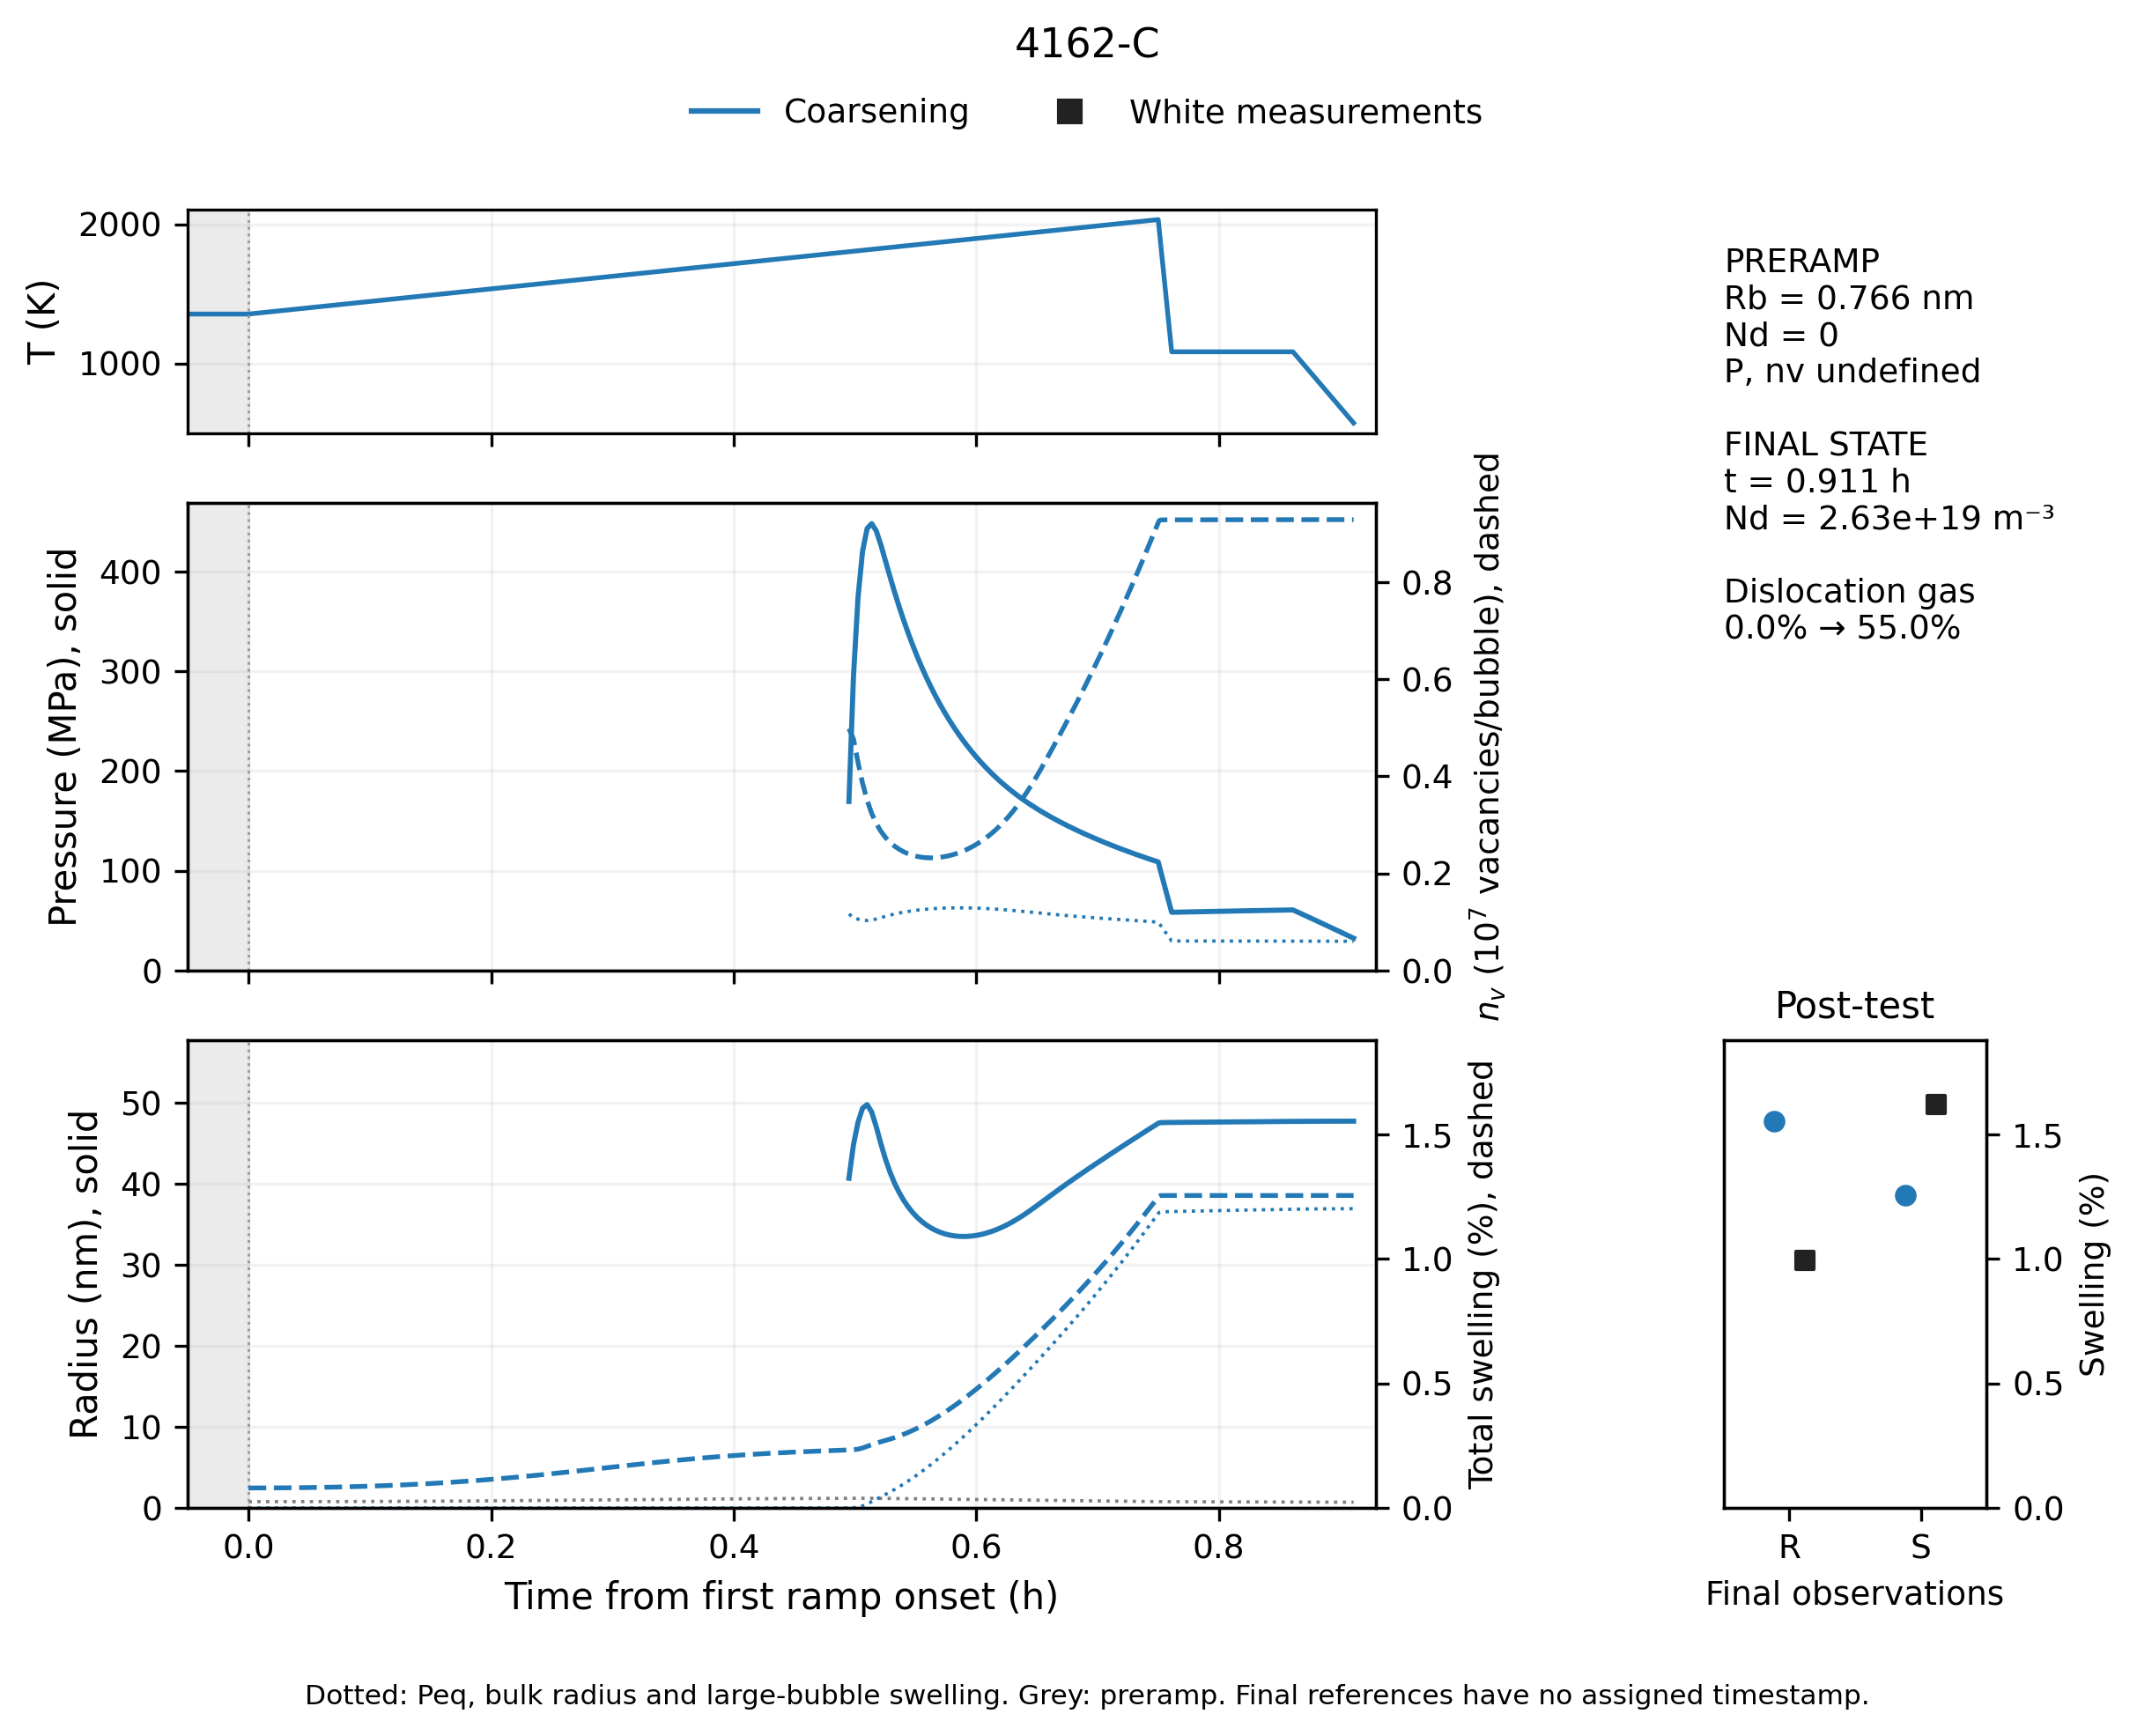 4162-C
Coarsening
White measurements
2000
1000
T (K)
PRERAMP
Rb = 0.766 nm
Nd = 0
P, nv undefined
FINAL STATE
t = 0.911 h
Nd = 2.63e+19 m⁻³
Dislocation gas
0.0% → 55.0%
400
300
200
100
0
Pressure (MPa), solid
0.8
0.6
0.4
0.2
0.0
nᵥ (10⁷ vacancies/bubble), dashed
50
40
30
20
10
0
Radius (nm), solid
1.5
1.0
0.5
0.0
Total swelling (%), dashed
0.0
0.2
0.4
0.6
0.8
Time from first ramp onset (h)
Post-test
1.5
1.0
0.5
0.0
Swelling (%)
R
S
Final observations
Dotted: Peq, bulk radius and large-bubble swelling. Grey: preramp. Final references have no assigned timestamp.